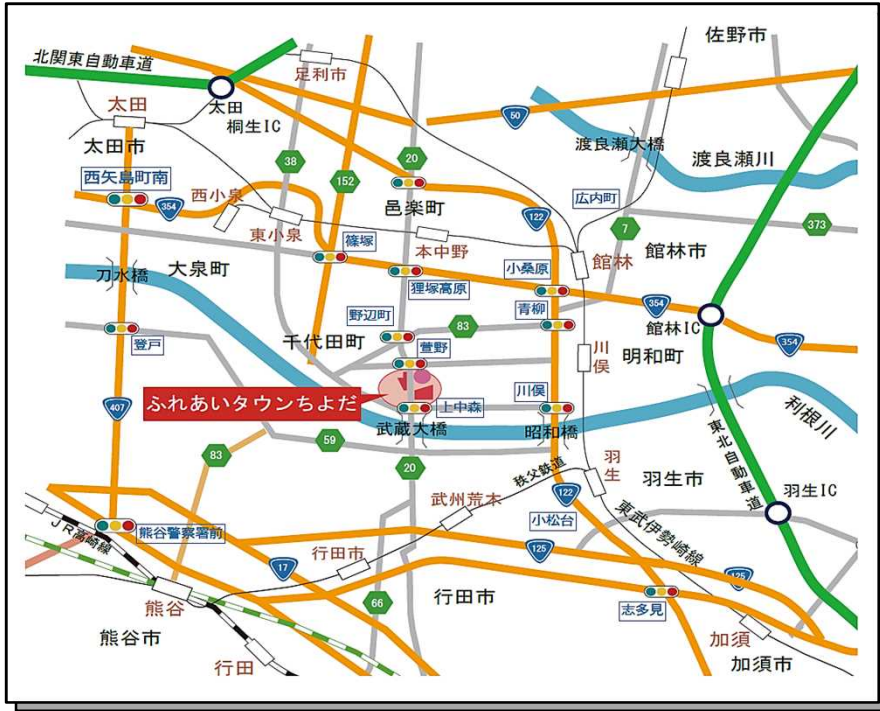 佐野市
北関東自動車道
足利市
太田
太田
桐生IC
50
渡良瀬大橋
渡良瀬川
太田市
38
20
西矢島町南
152
広内町
西小泉
邑楽町
354
122
7
373
東小泉
篠塚
本中野
館林市
小桑原
館林
刀水橋
大泉町
狸塚高原
354
青柳
館林IC
野辺町
83
登戸
千代田町
萱野
川俣
明和町
354
ふれあいタウンちよだ
川俣
上中森
407
武蔵大橋
昭和橋
利根川
東北自動車道
59
83
20
秩父鉄道
羽生
羽生市
羽生IC
武州荒木
122
小松台
東武伊勢崎線
JR高崎線
熊谷警察署前
行田市
125
17
125
熊谷
66
行田市
志多見
熊谷市
行田
加須
加須市